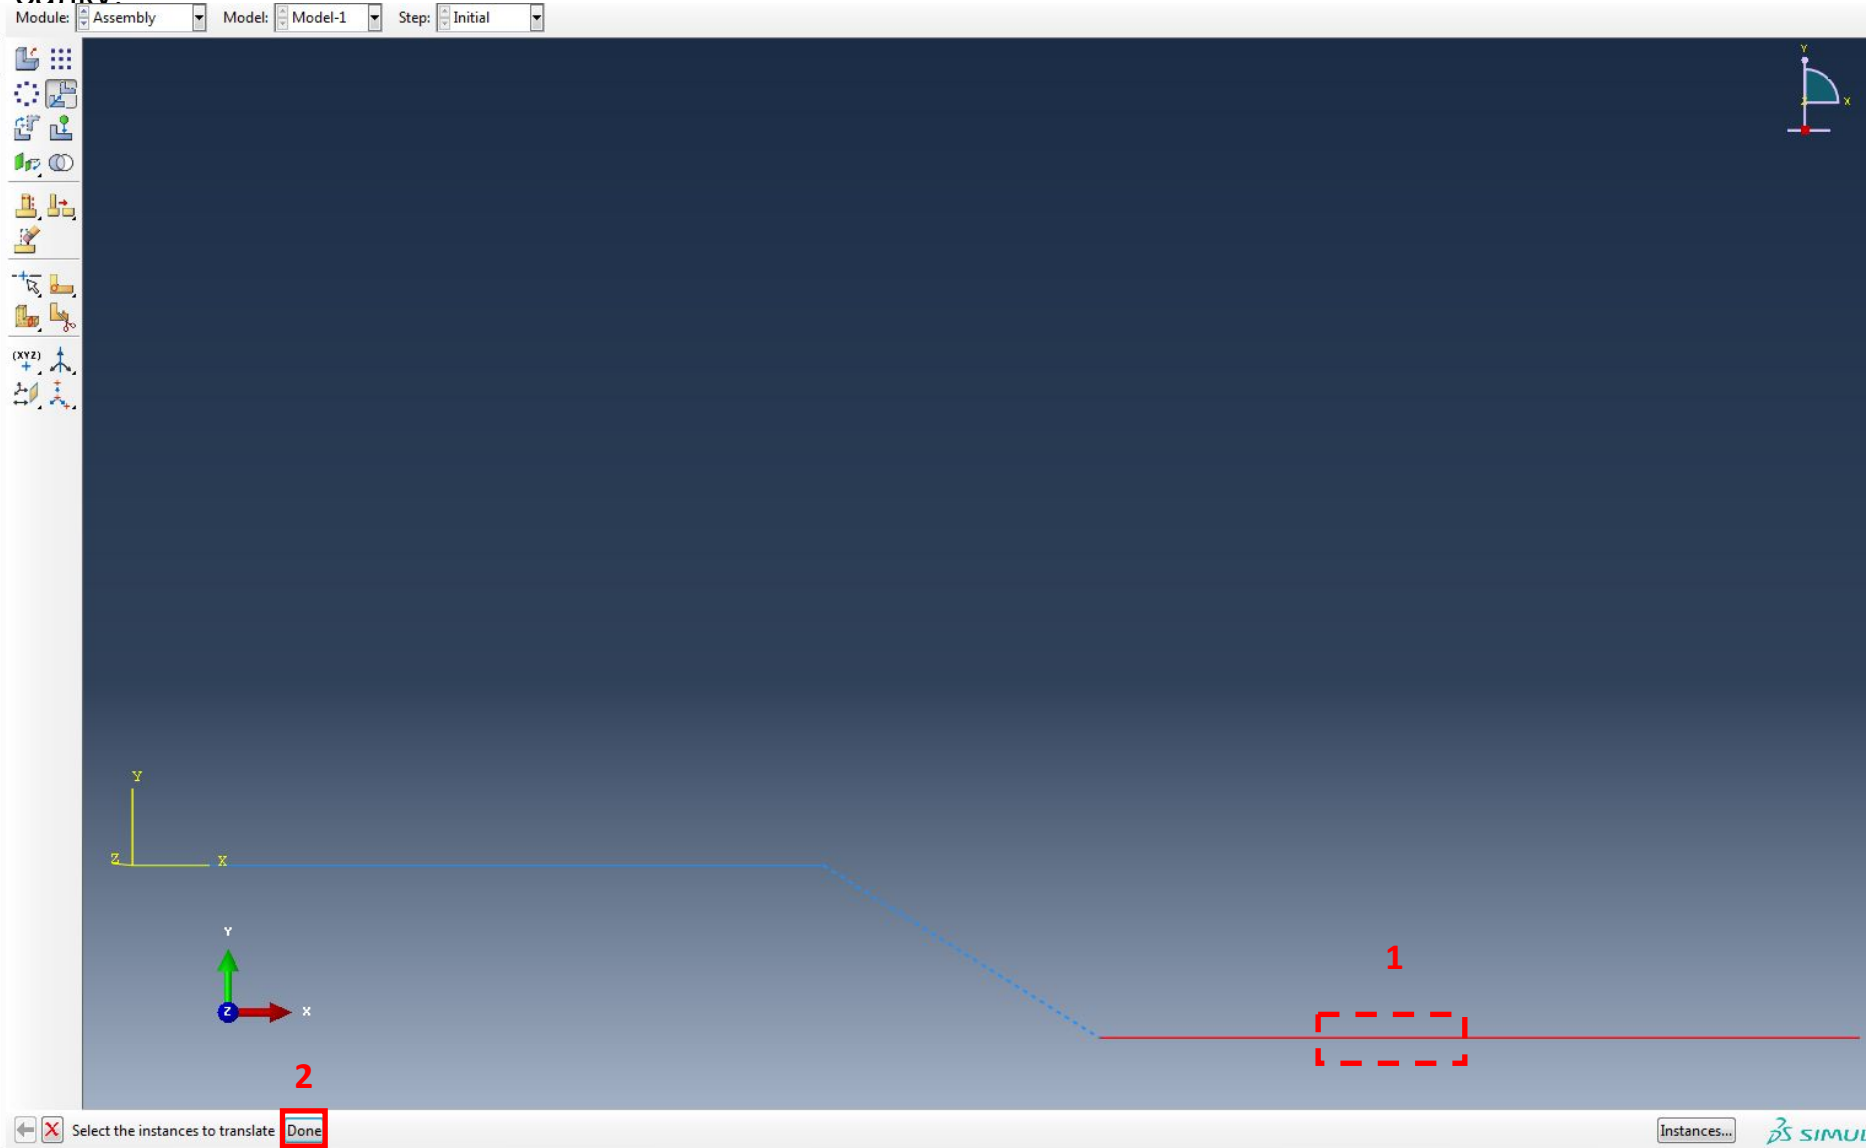 Module: Assembly Model: Model-1 Step: Initial
Y
X
(XYZ)
Y
Z X
Y
Z X
1
2
Select the instances to translate Done
Instances...